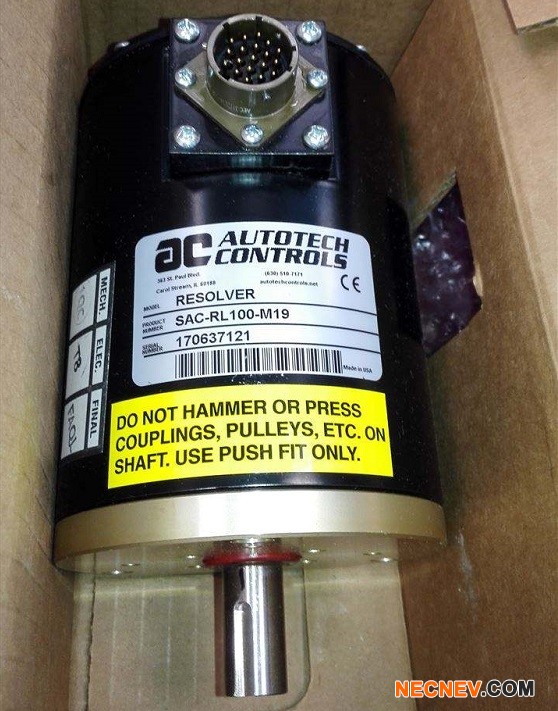 ac AUTOTECH
CONTROLS
363 St. Paul Blvd. (630) 510-7171
Carol Stream, IL 60188 autotechcontrols.net CE
MODEL RESOLVER
PRODUCT
NUMBER SAC-RL100-M19
SERIAL
NUMBER 170637121
Made in USA
MECH. ELEC. FINAL
DO NOT HAMMER OR PRESS
COUPLINGS, PULLEYS, ETC. ON
SHAFT. USE PUSH FIT ONLY.
NECNEV.COM